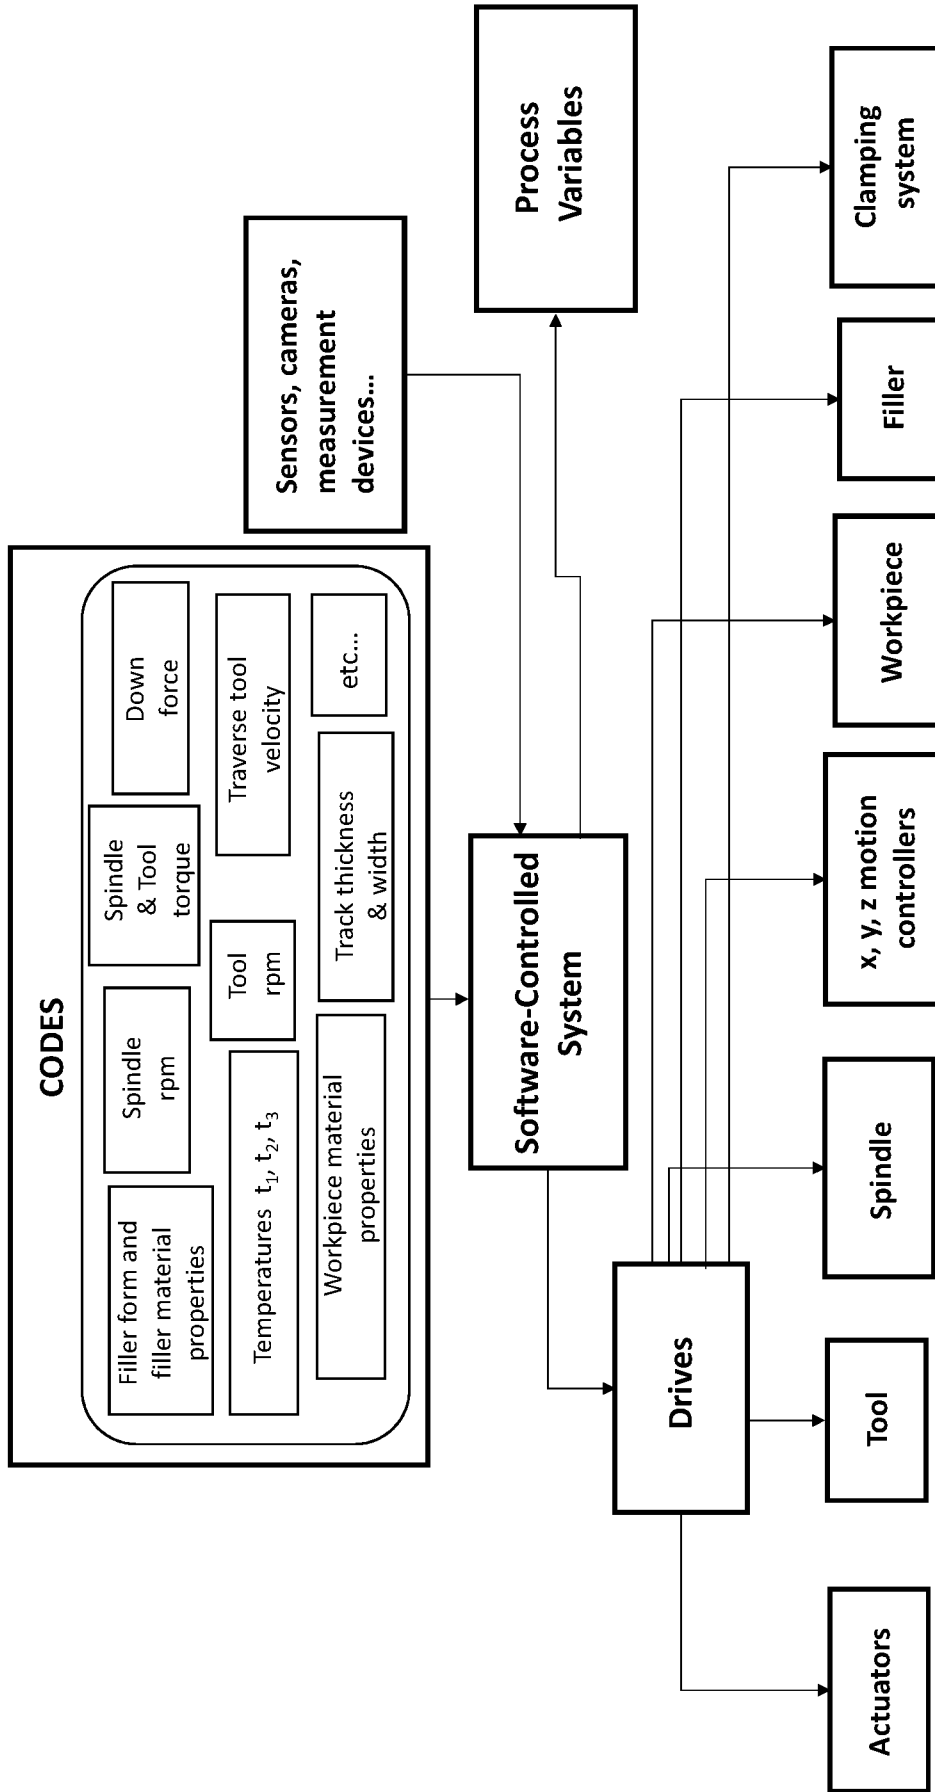 CODES
Filler form and
filler material
properties
Spindle
rpm
Spindle
& Tool
torque
Down
force
Temperatures t₁, t₂, t₃
Tool
rpm
Traverse tool
velocity
Workpiece material
properties
Track thickness
& width
etc...
Sensors, cameras,
measurement
devices...
Software-Controlled
System
Process
Variables
Drives
Actuators
Tool
Spindle
x, y, z motion
controllers
Workpiece
Filler
Clamping
system